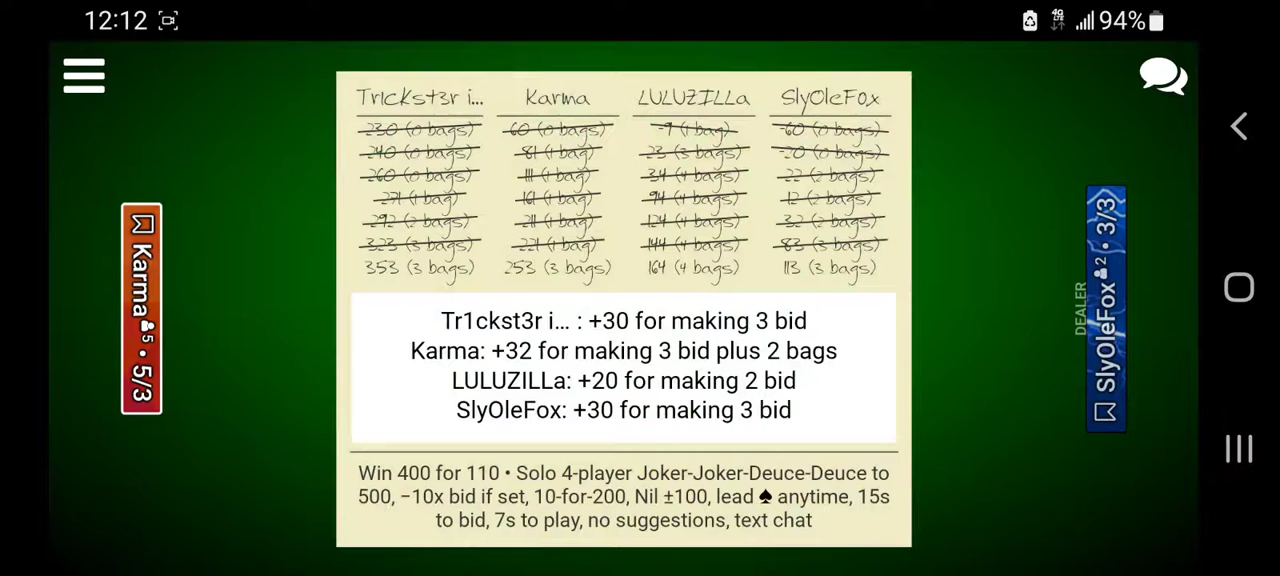 12:12 4G LTE 94%
Tr1ckst3r i... Karma LULUZILLa SlyOleFox
230 (0 bags) 60 (0 bags) -9 (1 bag) -60 (0 bags)
240 (0 bags) 81 (1 bag) 23 (3 bags) -20 (0 bags)
260 (0 bags) 111 (1 bag) 34 (4 bags) 22 (2 bags)
271 (1 bag) 161 (1 bag) 94 (4 bags) 12 (2 bags)
292 (2 bags) 211 (1 bag) 124 (4 bags) 32 (2 bags)
323 (3 bags) 221 (1 bag) 144 (4 bags) 83 (3 bags)
353 (3 bags) 253 (3 bags) 164 (4 bags) 113 (3 bags)
Tr1ckst3r i... : +30 for making 3 bid
Karma: +32 for making 3 bid plus 2 bags
LULUZILLa: +20 for making 2 bid
SlyOleFox: +30 for making 3 bid
Win 400 for 110 • Solo 4-player Joker-Joker-Deuce-Deuce to
500, −10x bid if set, 10-for-200, Nil ±100, lead ♠ anytime, 15s
to bid, 7s to play, no suggestions, text chat
Karma 5 • 5/3
DEALER
SlyOleFox 2 • 3/3